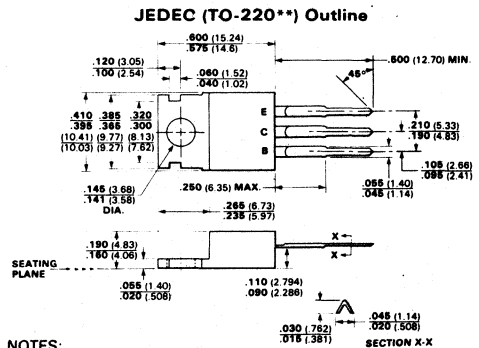 JEDEC (TO-220**) Outline
.600 (15.24)
.575 (14.6)
.120 (3.05)
.100 (2.54)
.060 (1.52)
.040 (1.02)
.500 (12.70) MIN.
45°
.410 .385 .320
.395 .365 .300
(10.41) (9.77) (8.13)
(10.03) (9.27) (7.62)
E
C
B
.210 (5.33)
.190 (4.83)
.105 (2.66)
.095 (2.41)
.145 (3.68)
.141 (3.58)
DIA.
.250 (6.35) MAX.
.055 (1.40)
.045 (1.14)
.265 (6.73)
.235 (5.97)
.190 (4.83)
.160 (4.06)
SEATING
PLANE
X
X
.055 (1.40)
.020 (.508)
.110 (2.794)
.090 (2.286)
.030 (.762)
.015 (.381)
.045 (1.14)
.020 (.508)
SECTION X-X
NOTES: